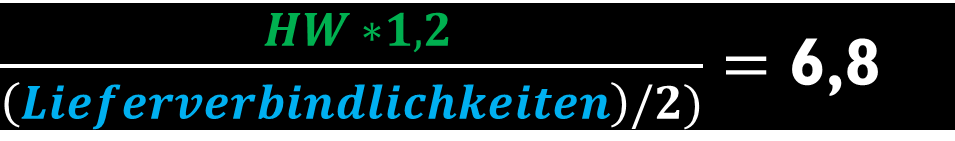 HW *1,2
(Lieferverbindlichkeiten)/2) = 6,8